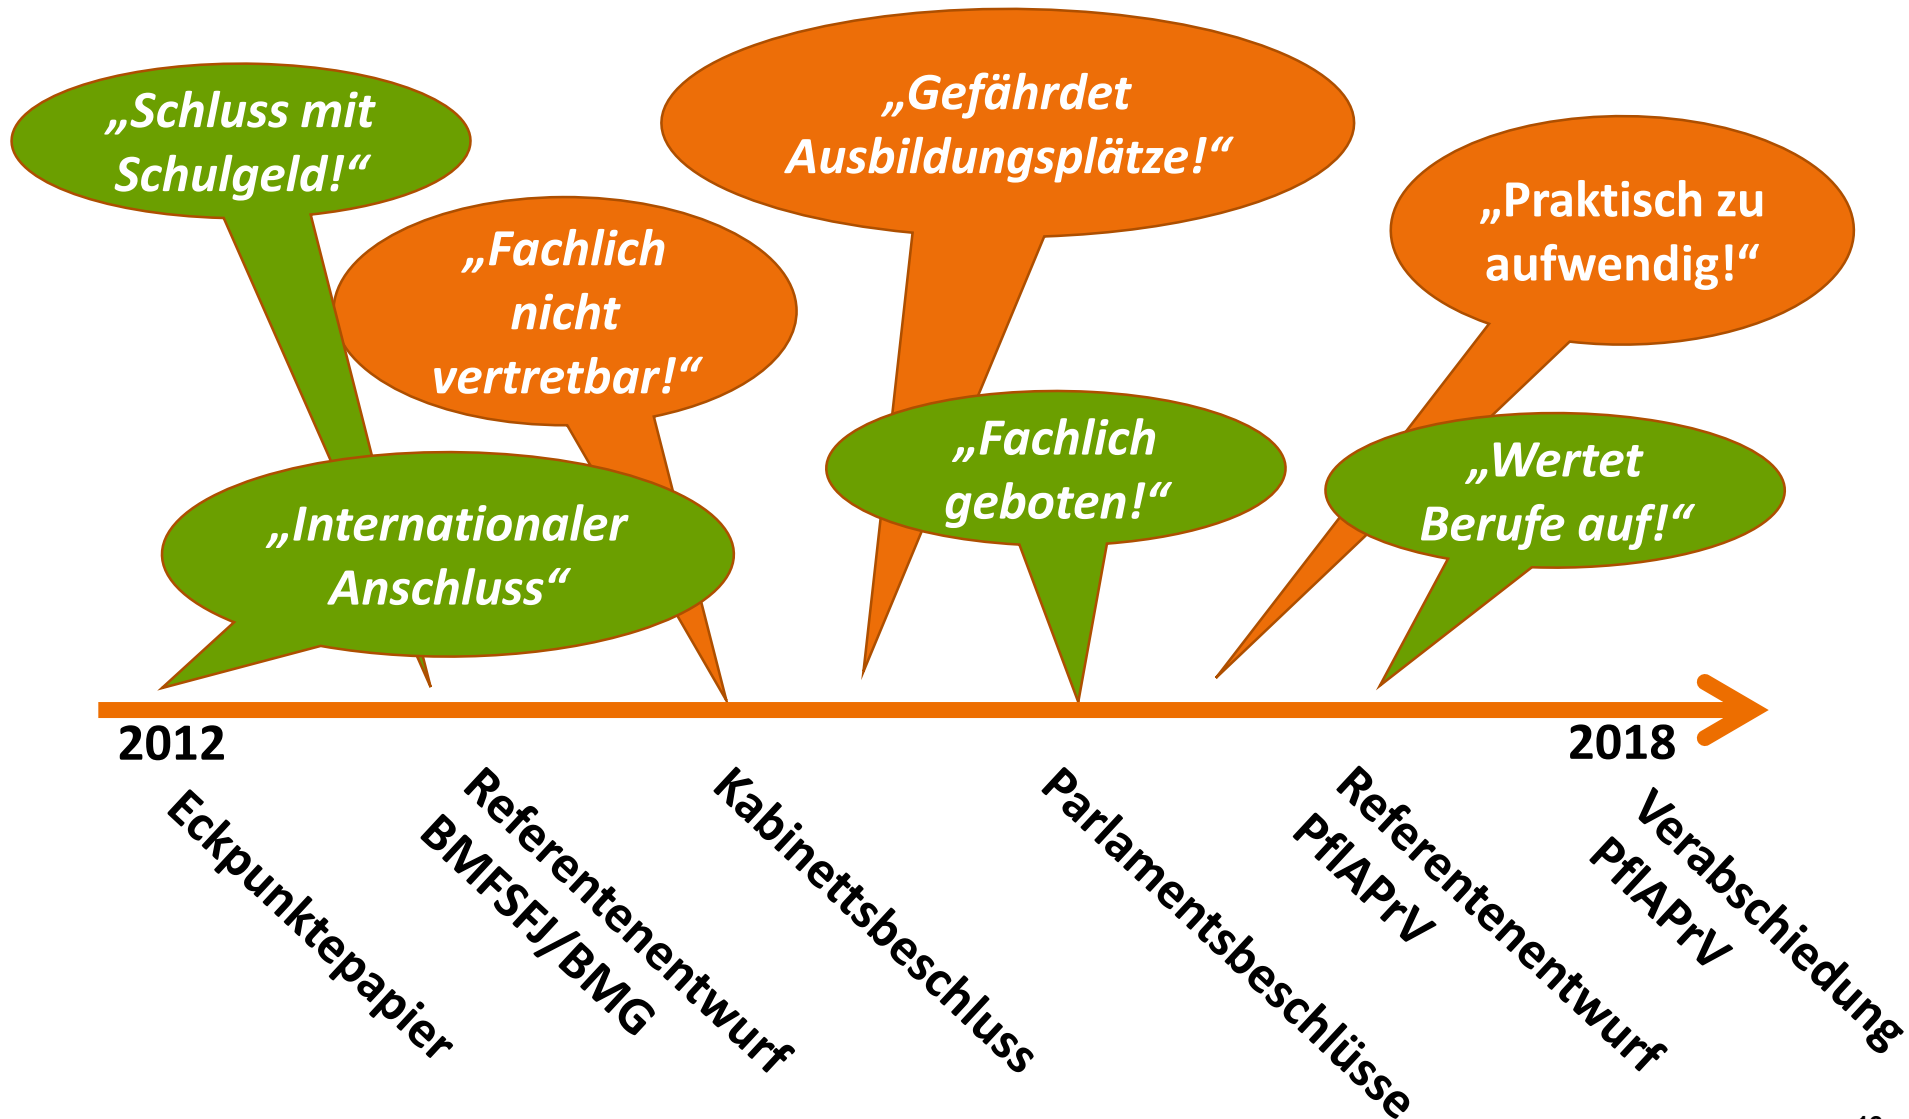 „Schluss mit
Schulgeld!“
„Fachlich
nicht
vertretbar!“
„Gefährdet
Ausbildungsplätze!“
„Praktisch zu
aufwendig!“
„Internationaler
Anschluss“
„Fachlich
geboten!“
„Wertet
Berufe auf!“
2012
2018
Eckpunktepapier
Referentenentwurf
BMFSFJ/BMG
Kabinettsbeschluss
Parlamentsbeschlüsse
Referentenentwurf
PflAPrV
Verabschiedung
PflAPrV